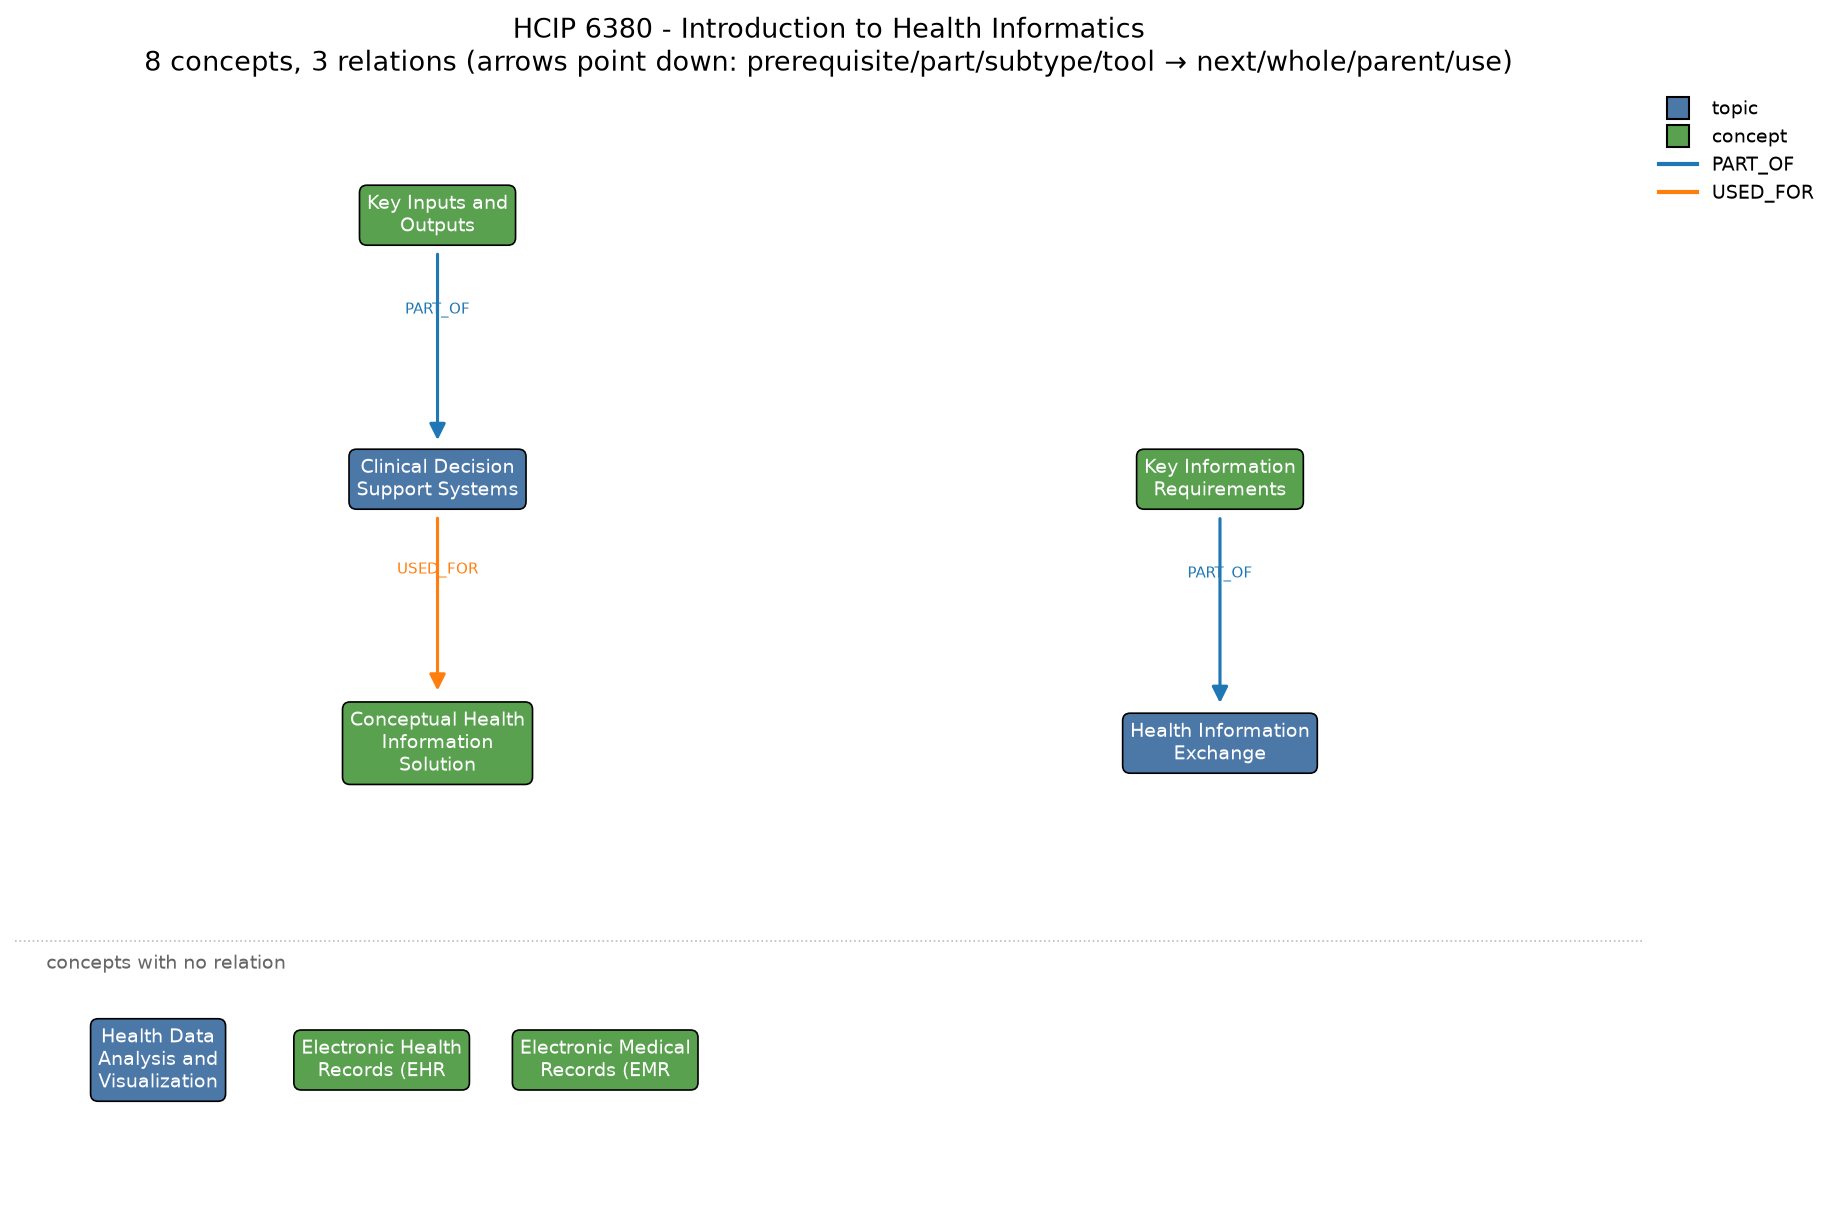 HCIP 6380 - Introduction to Health Informatics
8 concepts, 3 relations (arrows point down: prerequisite/part/subtype/tool → next/whole/parent/use)
topic
concept
PART_OF
USED_FOR
Key Inputs and
Outputs
PART_OF
Clinical Decision
Support Systems
Key Information
Requirements
USED_FOR
PART_OF
Conceptual Health
Information
Solution
Health Information
Exchange
concepts with no relation
Health Data
Analysis and
Visualization
Electronic Health
Records (EHR
Electronic Medical
Records (EMR